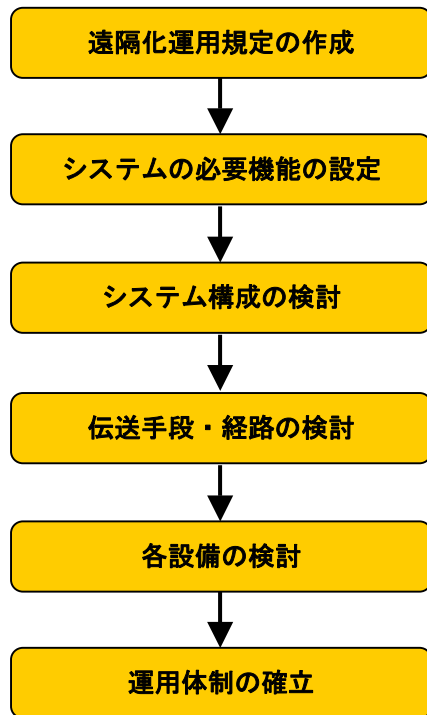 遠隔化運用規定の作成
システムの必要機能の設定
システム構成の検討
伝送手段・経路の検討
各設備の検討
運用体制の確立